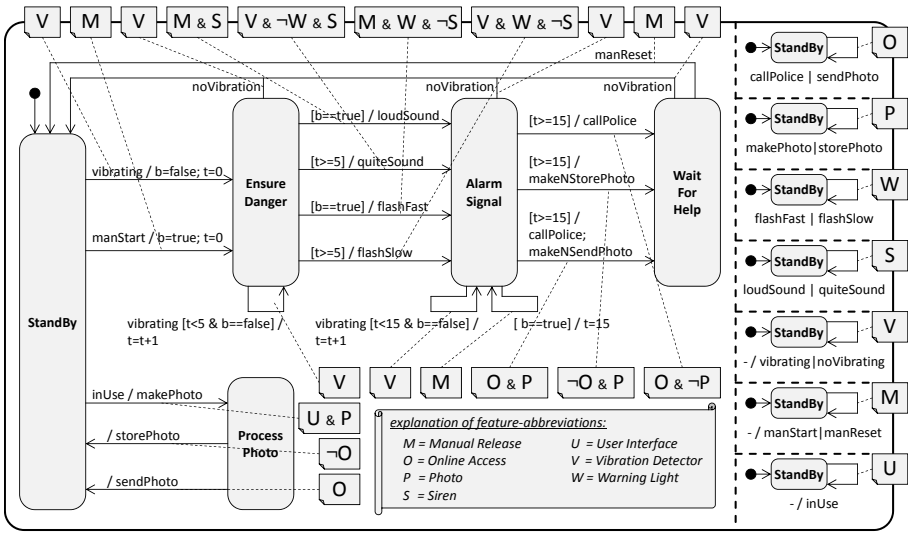 V M V M & S V & ¬W & S M & W & ¬S V & W & ¬S V M V
manReset
noVibration noVibration noVibration
[b==true] / loudSound
[t>=15] / callPolice
vibrating / b=false; t=0
[t>=5] / quiteSound
[t>=15] /
makeNStorePhoto
Ensure
Danger
Alarm
Signal
Wait
For
Help
[b==true] / flashFast
manStart / b=true; t=0
[t>=15] /
callPolice;
makeNSendPhoto
[t>=5] / flashSlow
StandBy
vibrating [t<5 & b==false] /
t=t+1
vibrating [t<15 & b==false] /
t=t+1
[ b==true] / t=15
V V M O & P ¬O & P O & ¬P
inUse / makePhoto
U & P
/ storePhoto
¬O
/ sendPhoto
O
Process
Photo
explanation of feature-abbreviations:
M = Manual Release U = User Interface
O = Online Access V = Vibration Detector
P = Photo W = Warning Light
S = Siren
StandBy O
callPolice | sendPhoto
StandBy P
makePhoto|storePhoto
StandBy W
flashFast | flashSlow
StandBy S
loudSound | quiteSound
StandBy V
- / vibrating|noVibrating
StandBy M
- / manStart|manReset
StandBy U
- / inUse